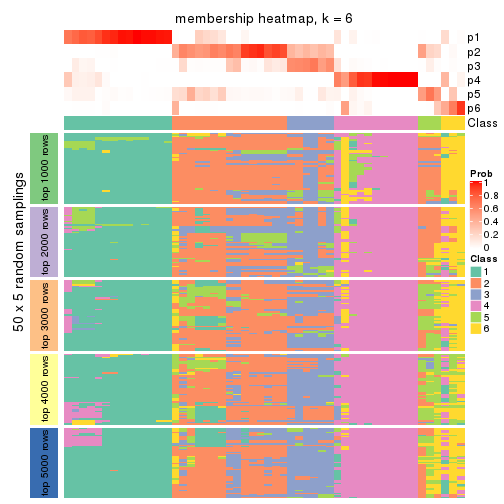 membership heatmap, k = 6
p1
p2
p3
p4
p5
p6
Class
50 x 5 random samplings
top 1000 rows
top 2000 rows
top 3000 rows
top 4000 rows
top 5000 rows
Prob
1
0.8
0.6
0.4
0.2
0
Class
1
2
3
4
5
6